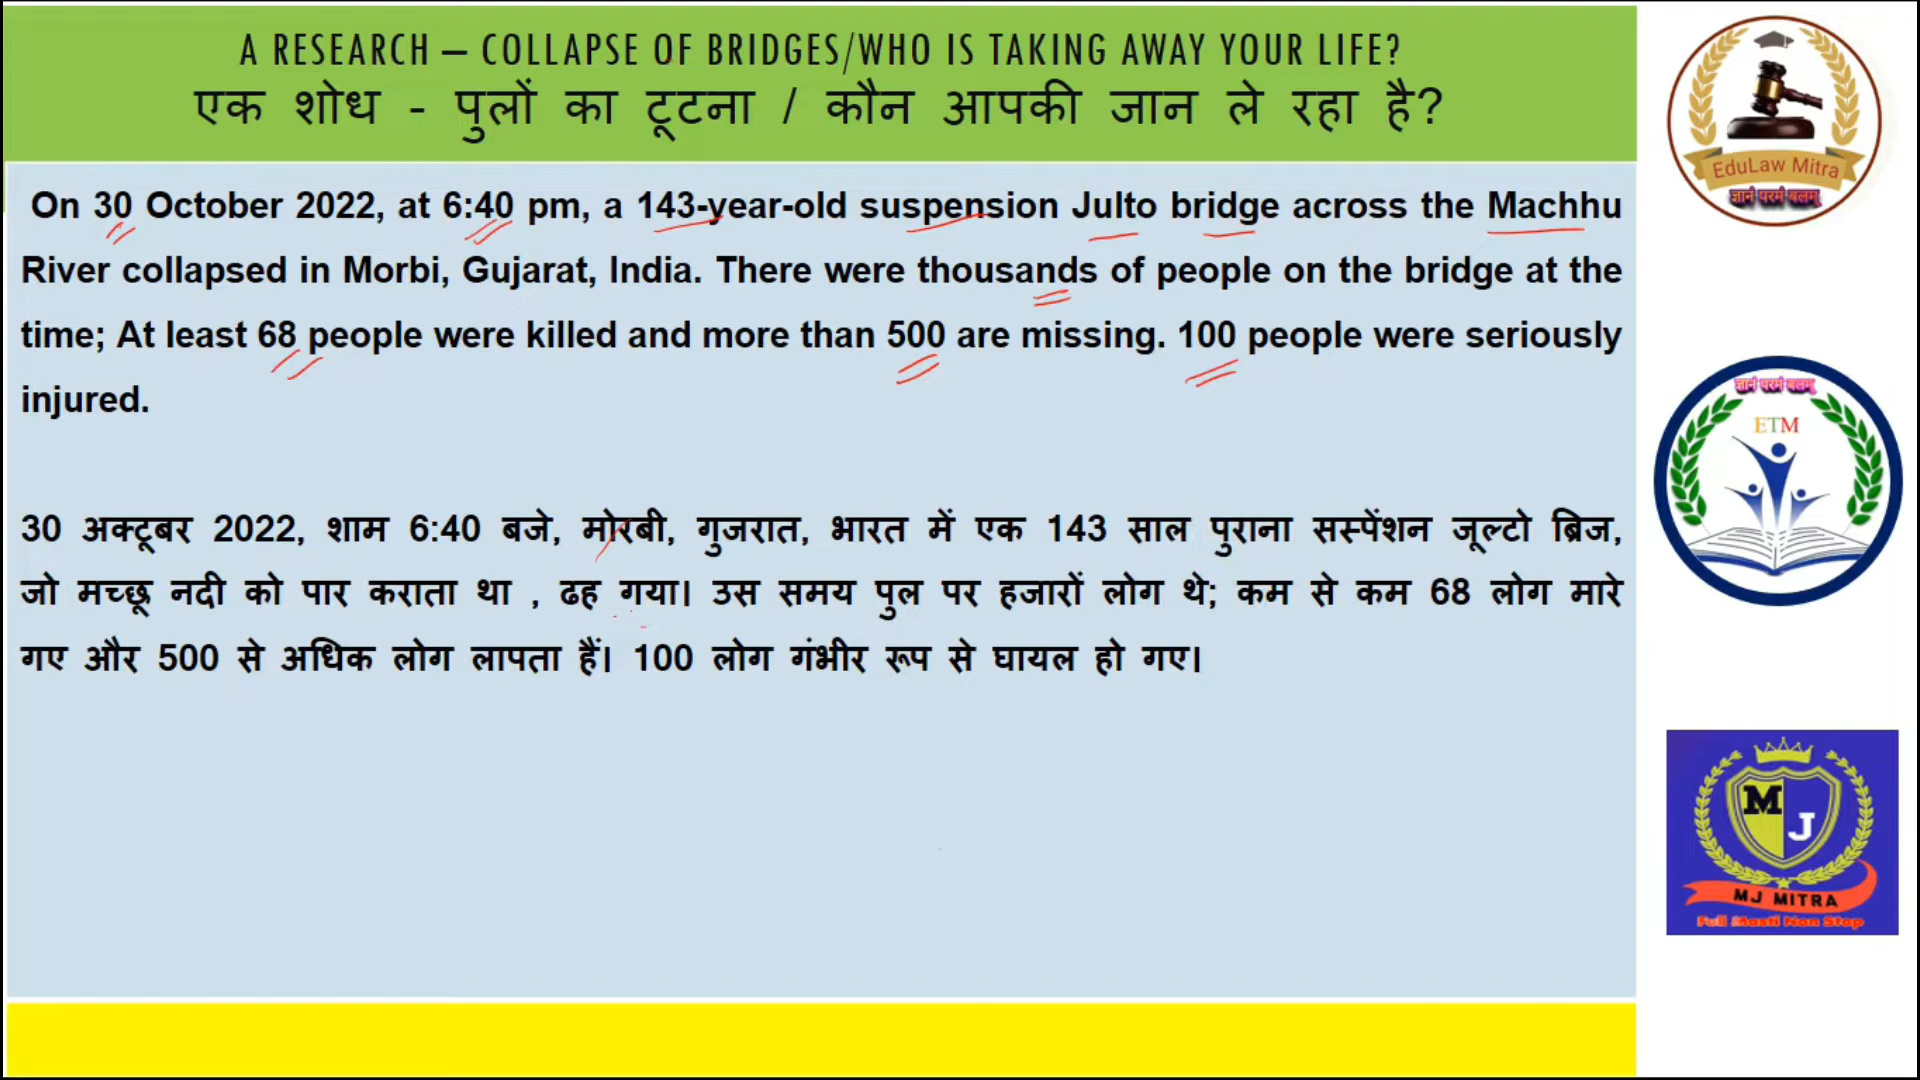 A RESEARCH – COLLAPSE OF BRIDGES/WHO IS TAKING AWAY YOUR LIFE?
एक शोध - पुलों का टूटना / कौन आपकी जान ले रहा है?
On 30 October 2022, at 6:40 pm, a 143-year-old suspension Julto bridge across the Machhu
River collapsed in Morbi, Gujarat, India. There were thousands of people on the bridge at the
time; At least 68 people were killed and more than 500 are missing. 100 people were seriously
injured.
30 अक्टूबर 2022, शाम 6:40 बजे, मोरबी, गुजरात, भारत में एक 143 साल पुराना सस्पेंशन जूल्टो ब्रिज,
जो मच्छू नदी को पार कराता था , ढह गया। उस समय पुल पर हजारों लोग थे; कम से कम 68 लोग मारे
गए और 500 से अधिक लोग लापता हैं। 100 लोग गंभीर रूप से घायल हो गए।
EduLaw Mitra
ज्ञानं परमं बलम्
ज्ञानं परमं बलम्
ETM
M J
MJ MITRA
Full Masti Non Stop